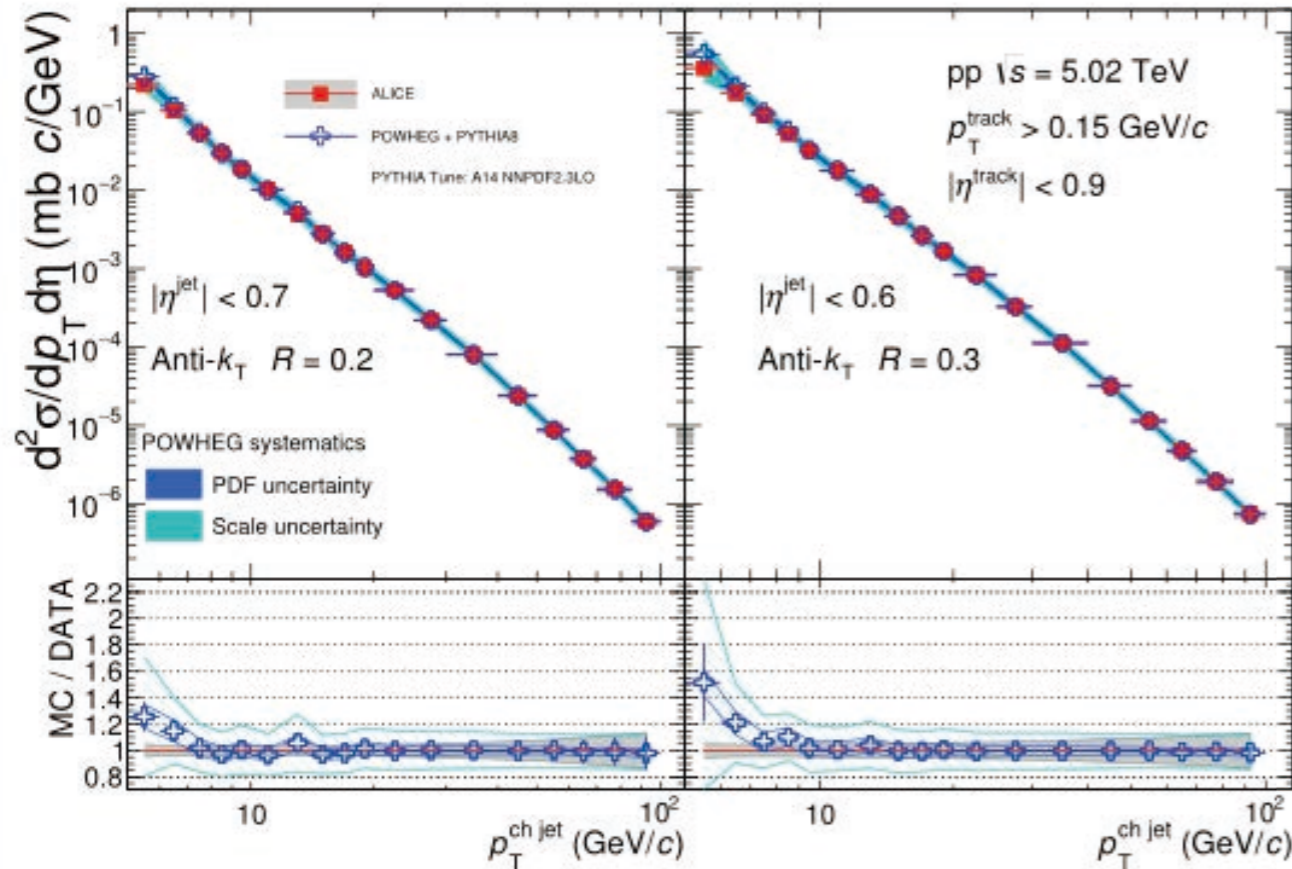 d²σ/dp_T dη (mb c/GeV)
1
10⁻¹
10⁻²
10⁻³
10⁻⁴
10⁻⁵
10⁻⁶
ALICE
POWHEG + PYTHIA8
PYTHIA Tune: A14 NNPDF2.3LO
|η^jet| < 0.7
Anti-k_T R = 0.2
POWHEG systematics
PDF uncertainty
Scale uncertainty
pp √s = 5.02 TeV
p_T^track > 0.15 GeV/c
|η^track| < 0.9
|η^jet| < 0.6
Anti-k_T R = 0.3
MC / DATA
2.2
2
1.8
1.6
1.4
1.2
1
0.8
10 10² 10 10²
p_T^ch jet (GeV/c) p_T^ch jet (GeV/c)